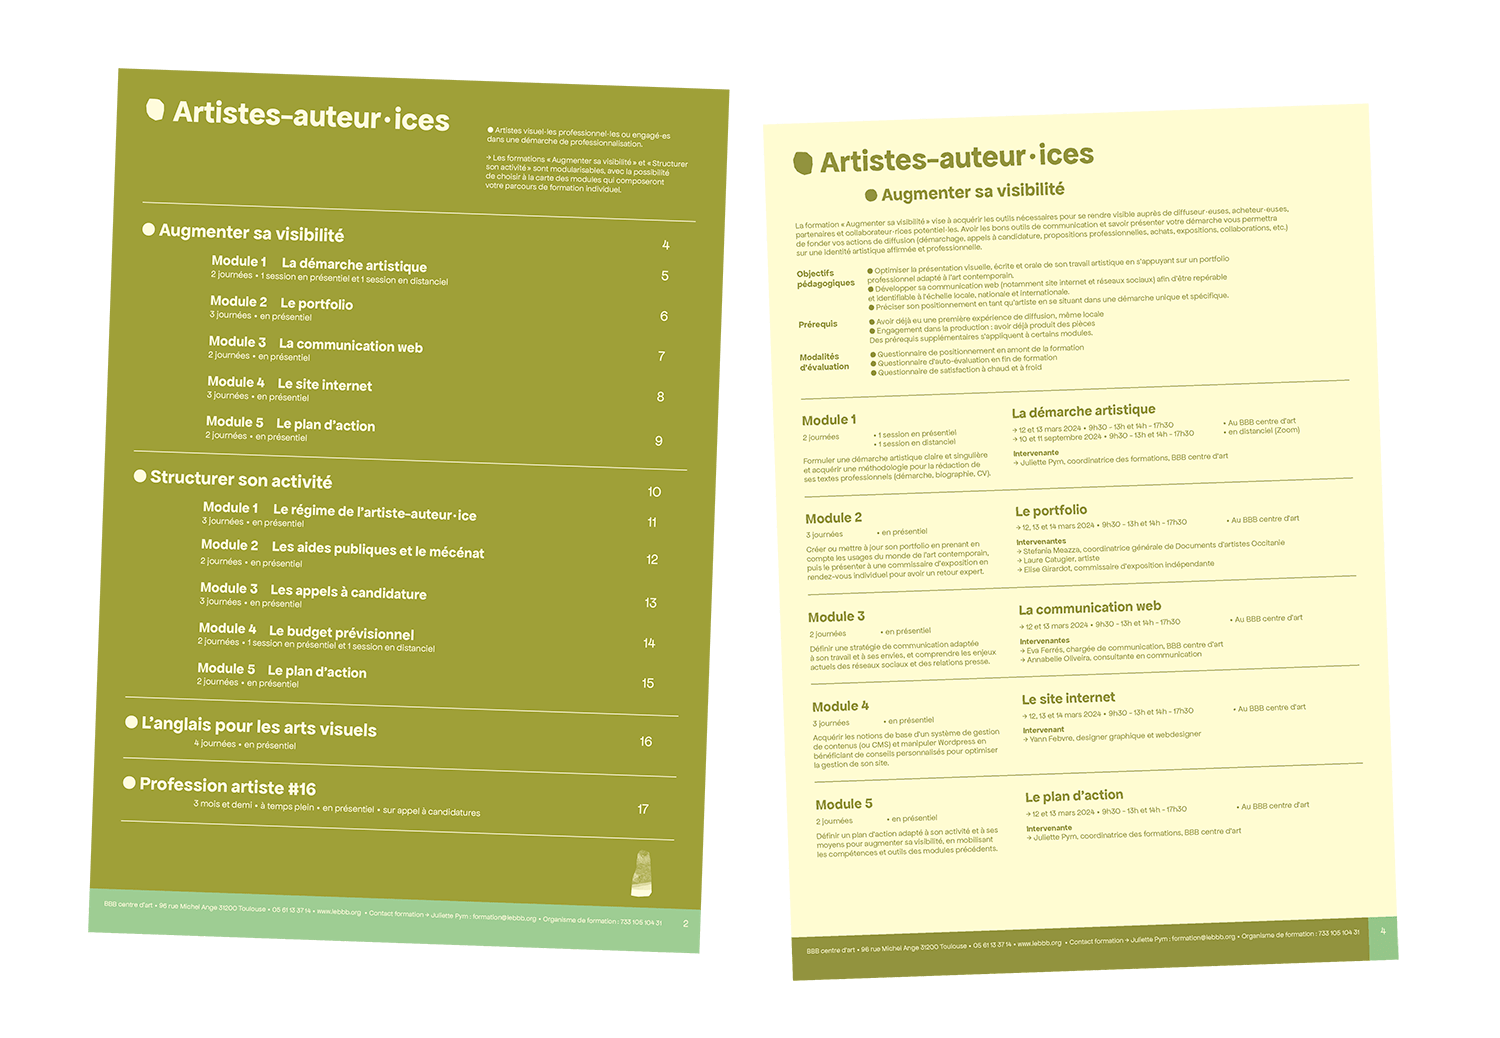 Artistes-auteur·ices
● Artistes visuel·les professionnel·les ou engagé·es
dans une démarche de professionnalisation.
→ Les formations « Augmenter sa visibilité » et « Structurer
son activité » sont modularisables, avec la possibilité
de choisir à la carte des modules qui composeront
votre parcours de formation individuel.
● Augmenter sa visibilité 4
Module 1 La démarche artistique 5
2 journées • 1 session en présentiel et 1 session en distanciel
Module 2 Le portfolio 6
3 journées • en présentiel
Module 3 La communication web 7
2 journées • en présentiel
Module 4 Le site internet 8
3 journées • en présentiel
Module 5 Le plan d'action 9
2 journées • en présentiel
● Structurer son activité 10
Module 1 Le régime de l'artiste-auteur·ice 11
3 journées • en présentiel
Module 2 Les aides publiques et le mécénat 12
2 journées • en présentiel
Module 3 Les appels à candidature 13
3 journées • en présentiel
Module 4 Le budget prévisionnel 14
2 journées • 1 session en présentiel et 1 session en distanciel
Module 5 Le plan d'action 15
2 journées • en présentiel
● L'anglais pour les arts visuels 16
4 journées • en présentiel
● Profession artiste #16 17
3 mois et demi • à temps plein • en présentiel • sur appel à candidatures
BBB centre d'art • 96 rue Michel Ange 31200 Toulouse • 05 61 13 37 14 • www.lebbb.org • Contact formation → Juliette Pym : formation@lebbb.org • Organisme de formation : 733 105 104 31 2
Artistes-auteur·ices
● Augmenter sa visibilité
La formation « Augmenter sa visibilité » vise à acquérir les outils nécessaires pour se rendre visible auprès de diffuseur·euses, acheteur·euses,
partenaires et collaborateur·rices potentiel·les. Avoir les bons outils de communication et savoir présenter votre démarche vous permettra
de fonder vos actions de diffusion (démarchage, appels à candidature, propositions professionnelles, achats, expositions, collaborations, etc.)
sur une identité artistique affirmée et professionnelle.
Objectifs
pédagogiques
● Optimiser la présentation visuelle, écrite et orale de son travail artistique en s'appuyant sur un portfolio
professionnel adapté à l'art contemporain.
● Développer sa communication web (notamment site internet et réseaux sociaux) afin d'être repérable
et identifiable à l'échelle locale, nationale et internationale.
● Préciser son positionnement en tant qu'artiste en se situant dans une démarche unique et spécifique.
Prérequis
● Avoir déjà eu une première expérience de diffusion, même locale
● Engagement dans la production : avoir déjà produit des pièces
Des prérequis supplémentaires s'appliquent à certains modules.
Modalités
d'évaluation
● Questionnaire de positionnement en amont de la formation
● Questionnaire d'auto-évaluation en fin de formation
● Questionnaire de satisfaction à chaud et à froid
Module 1
2 journées
• 1 session en présentiel
• 1 session en distanciel
Formuler une démarche artistique claire et singulière
et acquérir une méthodologie pour la rédaction de
ses textes professionnels (démarche, biographie, CV).
La démarche artistique
→ 12 et 13 mars 2024 • 9h30 - 13h et 14h - 17h30 • Au BBB centre d'art
→ 10 et 11 septembre 2024 • 9h30 - 13h et 14h - 17h30 • en distanciel (Zoom)
Intervenante
→ Juliette Pym, coordinatrice des formations, BBB centre d'art
Module 2
3 journées • en présentiel
Créer ou mettre à jour son portfolio en prenant en
compte les usages du monde de l'art contemporain,
puis le présenter à une commissaire d'exposition en
rendez-vous individuel pour avoir un retour expert.
Le portfolio
→ 12, 13 et 14 mars 2024 • 9h30 - 13h et 14h - 17h30 • Au BBB centre d'art
Intervenantes
→ Stefania Meazza, coordinatrice générale de Documents d'artistes Occitanie
→ Laure Catugier, artiste
→ Elise Girardot, commissaire d'exposition indépendante
Module 3
2 journées • en présentiel
Définir une stratégie de communication adaptée
à son travail et à ses envies, et comprendre les enjeux
actuels des réseaux sociaux et des relations presse.
La communication web
→ 12 et 13 mars 2024 • 9h30 - 13h et 14h - 17h30 • Au BBB centre d'art
Intervenantes
→ Eva Ferrés, chargée de communication, BBB centre d'art
→ Annabelle Oliveira, consultante en communication
Module 4
3 journées • en présentiel
Acquérir les notions de base d'un système de gestion
de contenus (ou CMS) et manipuler Wordpress en
bénéficiant de conseils personnalisés pour optimiser
la gestion de son site.
Le site internet
→ 12, 13 et 14 mars 2024 • 9h30 - 13h et 14h - 17h30 • Au BBB centre d'art
Intervenant
→ Yann Febvre, designer graphique et webdesigner
Module 5
2 journées • en présentiel
Définir un plan d'action adapté à son activité et à ses
moyens pour augmenter sa visibilité, en mobilisant
les compétences et outils des modules précédents.
Le plan d'action
→ 12 et 13 mars 2024 • 9h30 - 13h et 14h - 17h30 • Au BBB centre d'art
Intervenante
→ Juliette Pym, coordinatrice des formations, BBB centre d'art
BBB centre d'art • 96 rue Michel Ange 31200 Toulouse • 05 61 13 37 14 • www.lebbb.org • Contact formation → Juliette Pym : formation@lebbb.org • Organisme de formation : 733 105 104 31 4